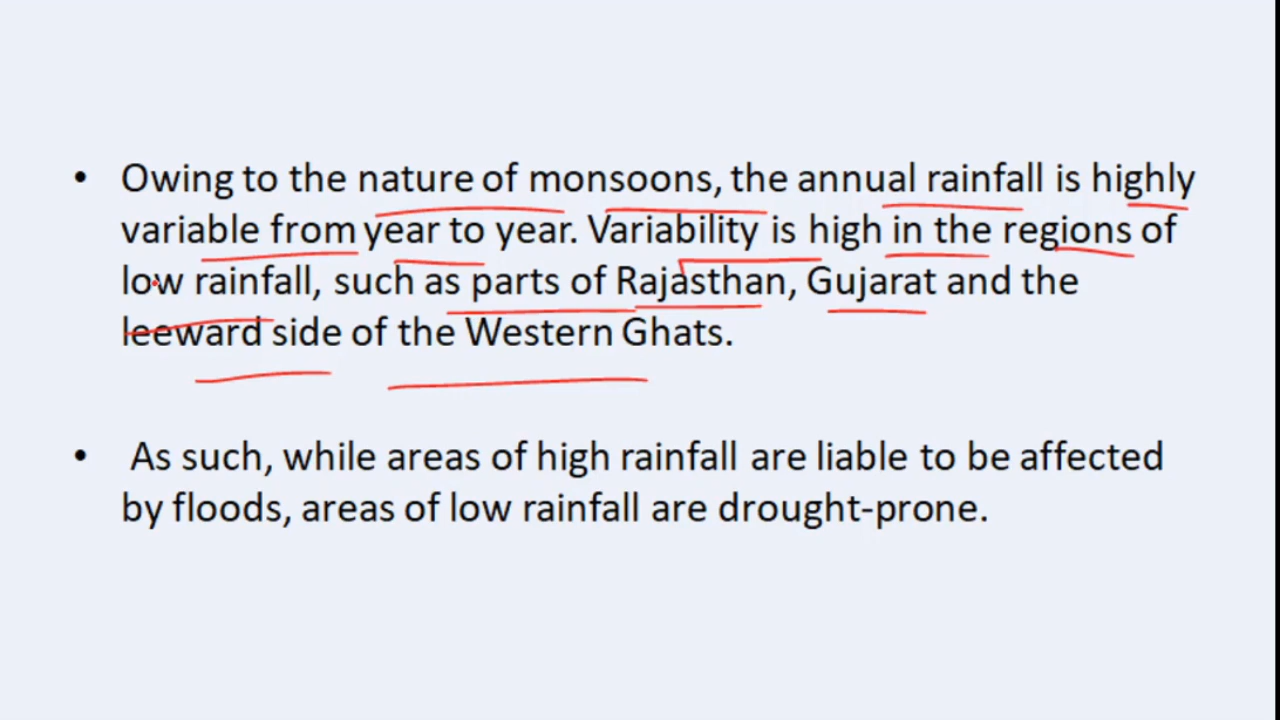 • Owing to the nature of monsoons, the annual rainfall is highly
variable from year to year. Variability is high in the regions of
low rainfall, such as parts of Rajasthan, Gujarat and the
leeward side of the Western Ghats.
• As such, while areas of high rainfall are liable to be affected
by floods, areas of low rainfall are drought-prone.